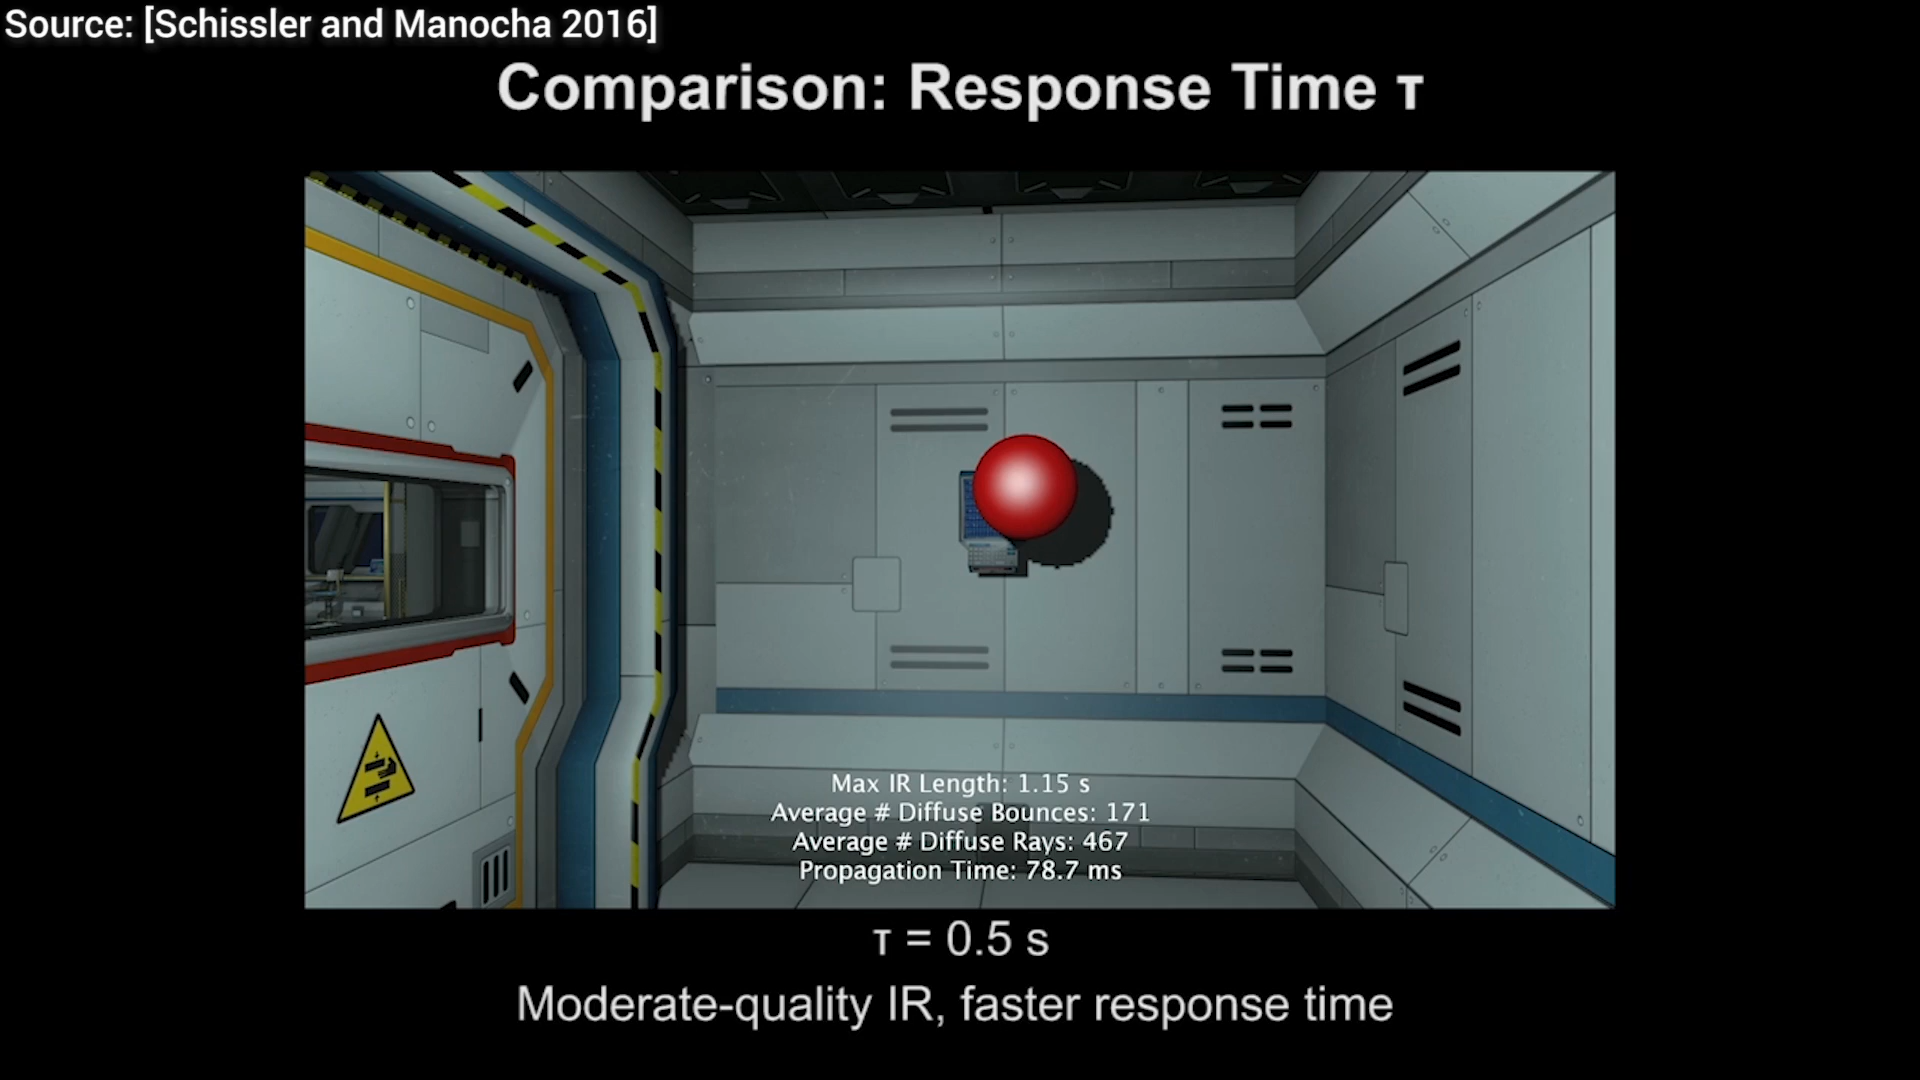 Source: [Schissler and Manocha 2016]
Comparison: Response Time τ
Max IR Length: 1.15 s
Average # Diffuse Bounces: 171
Average # Diffuse Rays: 467
Propagation Time: 78.7 ms
τ = 0.5 s
Moderate-quality IR, faster response time